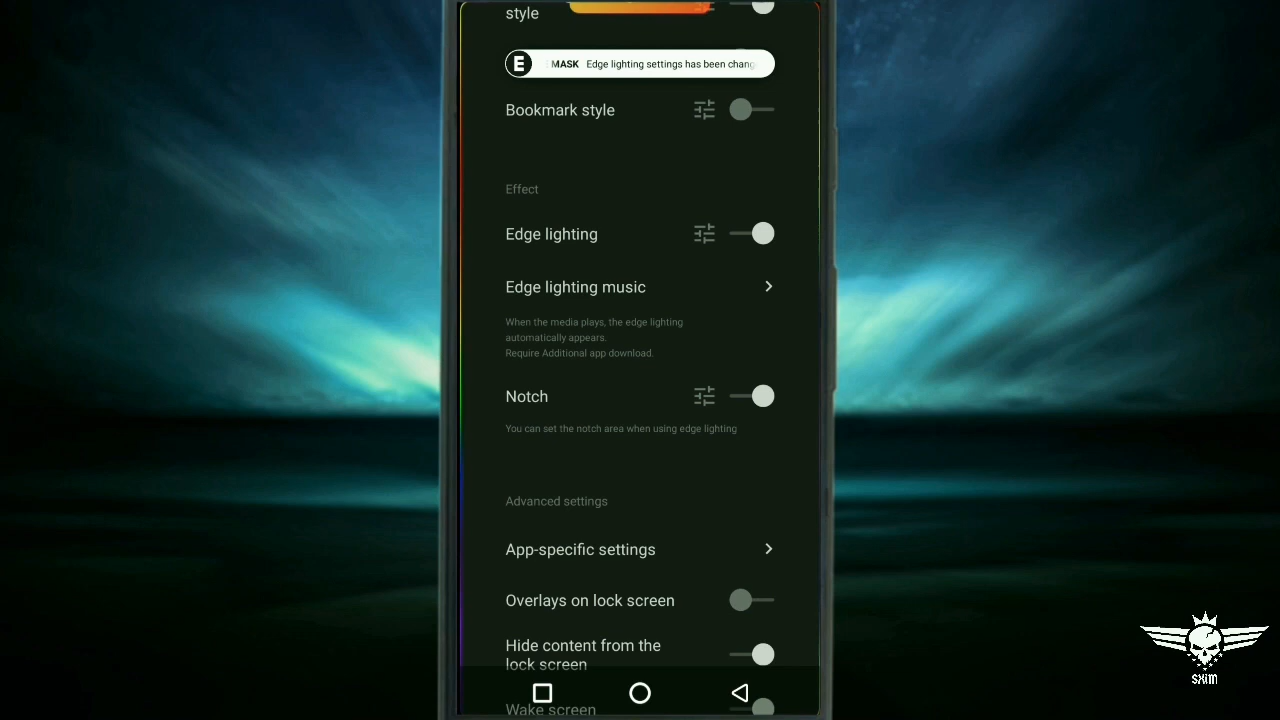 style
E
MASK Edge lighting settings has been chang
Bookmark style
Effect
Edge lighting
Edge lighting music
When the media plays, the edge lighting
automatically appears.
Require Additional app download.
Notch
You can set the notch area when using edge lighting
Advanced settings
App-specific settings
Overlays on lock screen
Hide content from the
lock screen
Wake screen
SXIM